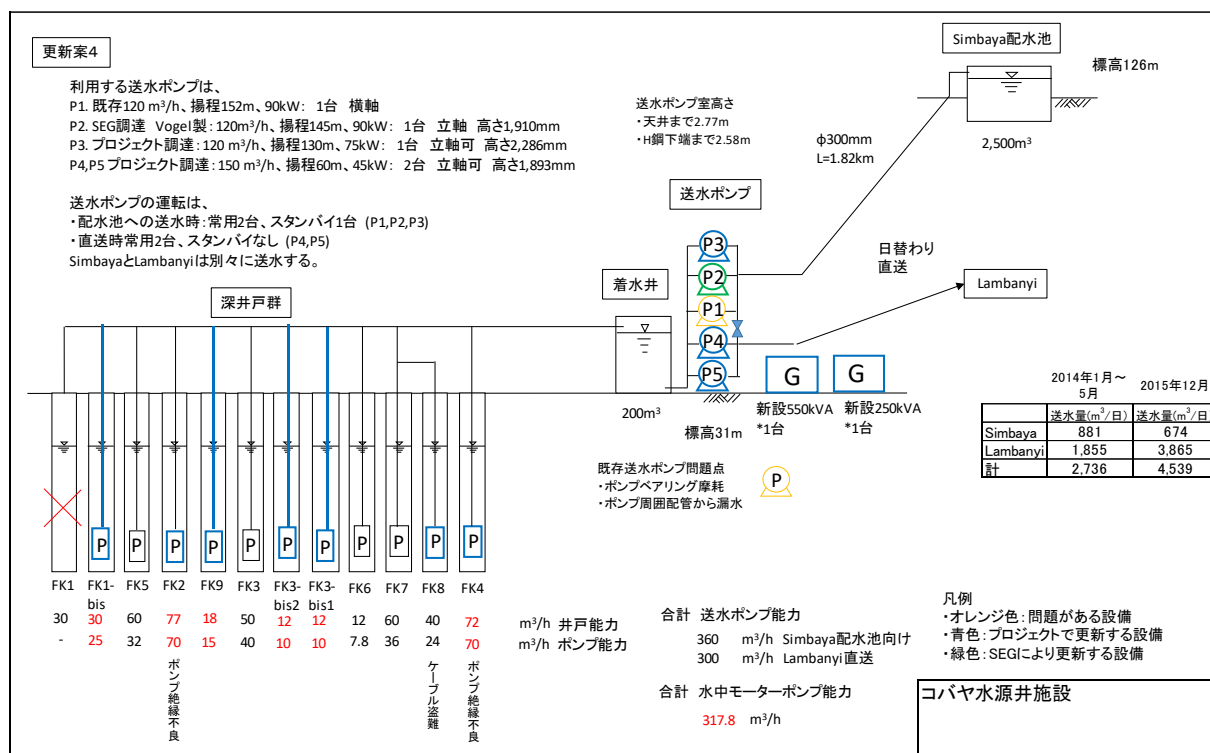 更新案4
利用する送水ポンプは、
P1. 既存120 m³/h、揚程152m、90kW: 1台 横軸
P2. SEG調達 Vogel製:120m³/h、揚程145m、90kW: 1台 立軸 高さ1,910mm
P3. プロジェクト調達:120 m³/h、揚程130m、75kW: 1台 立軸可 高さ2,286mm
P4,P5 プロジェクト調達:150 m³/h、揚程60m、45kW: 2台 立軸可 高さ1,893mm
送水ポンプの運転は、
・配水池への送水時:常用2台、スタンバイ1台 (P1,P2,P3)
・直送時常用2台、スタンバイなし (P4,P5)
SimbayaとLambanyiは別々に送水する。
送水ポンプ室高さ
・天井まで2.77m
・H鋼下端まで2.58m
Simbaya配水池
標高126m
2,500m³
φ300mm
L=1.82km
送水ポンプ
P3
P2
P1
P4
P5
日替わり
直送
Lambanyi
着水井
200m³
深井戸群
G
G
新設550kVA
*1台
新設250kVA
*1台
標高31m
既存送水ポンプ問題点
・ポンプベアリング摩耗
・ポンプ周囲配管から漏水
P
2014年1月~
5月
2015年12月
送水量(m³/日) 送水量(m³/日)
Simbaya 881 674
Lambanyi 1,855 3,865
計 2,736 4,539
P P P P P P P P P P P
FK1 FK1-bis FK5 FK2 FK9 FK3 FK3-bis2 FK3-bis1 FK6 FK7 FK8 FK4
30 30 60 77 18 50 12 12 12 60 40 72 m³/h 井戸能力
- 25 32 70 15 40 10 10 7.8 36 24 70 m³/h ポンプ能力
ポンプ絶縁不良
ケーブル盗難
ポンプ絶縁不良
合計 送水ポンプ能力
360 m³/h Simbaya配水池向け
300 m³/h Lambanyi直送
合計 水中モーターポンプ能力
317.8 m³/h
凡例
・オレンジ色:問題がある設備
・青色:プロジェクトで更新する設備
・緑色:SEGにより更新する設備
コバヤ水源井施設